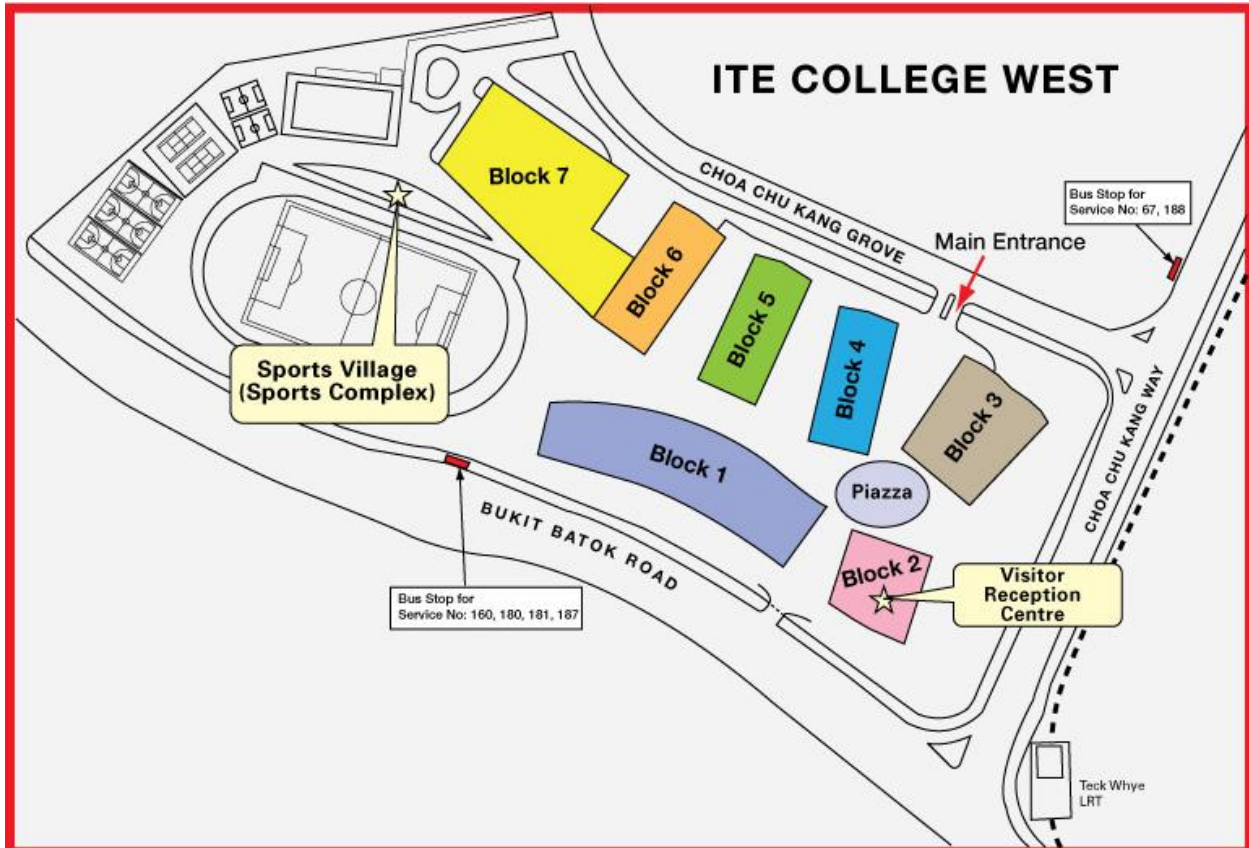 ITE COLLEGE WEST
Block 7
CHOA CHU KANG GROVE
Bus Stop for
Service No: 67, 188
Main Entrance
Block 6
Block 5
Block 4
Block 3
CHOA CHU KANG WAY
Sports Village
(Sports Complex)
Block 1
Piazza
BUKIT BATOK ROAD
Block 2
Visitor
Reception
Centre
Bus Stop for
Service No: 160, 180, 181, 187
Teck Whye
LRT